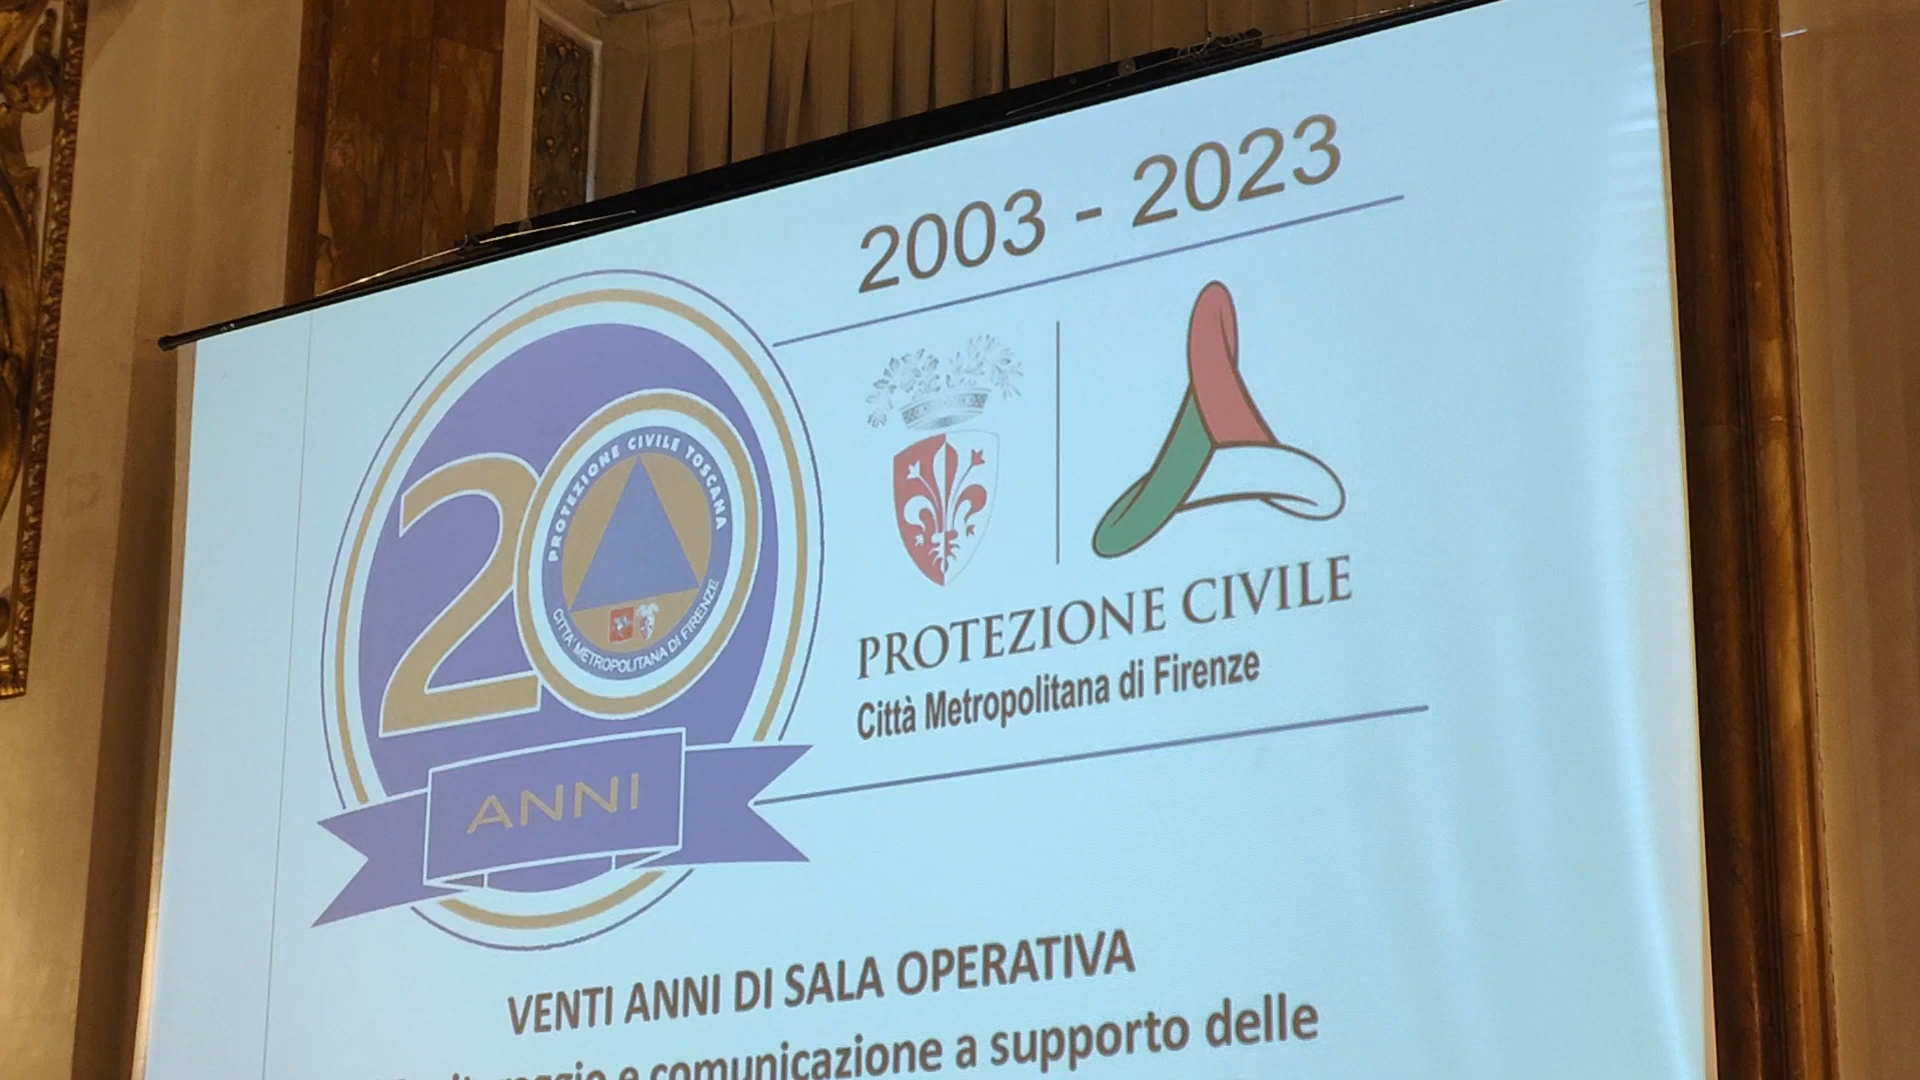 2003 - 2023
20
PROTEZIONE CIVILE TOSCANA
CITTA' METROPOLITANA DI FIRENZE
ANNI
PROTEZIONE CIVILE
Città Metropolitana di Firenze
VENTI ANNI DI SALA OPERATIVA
e comunicazione a supporto delle